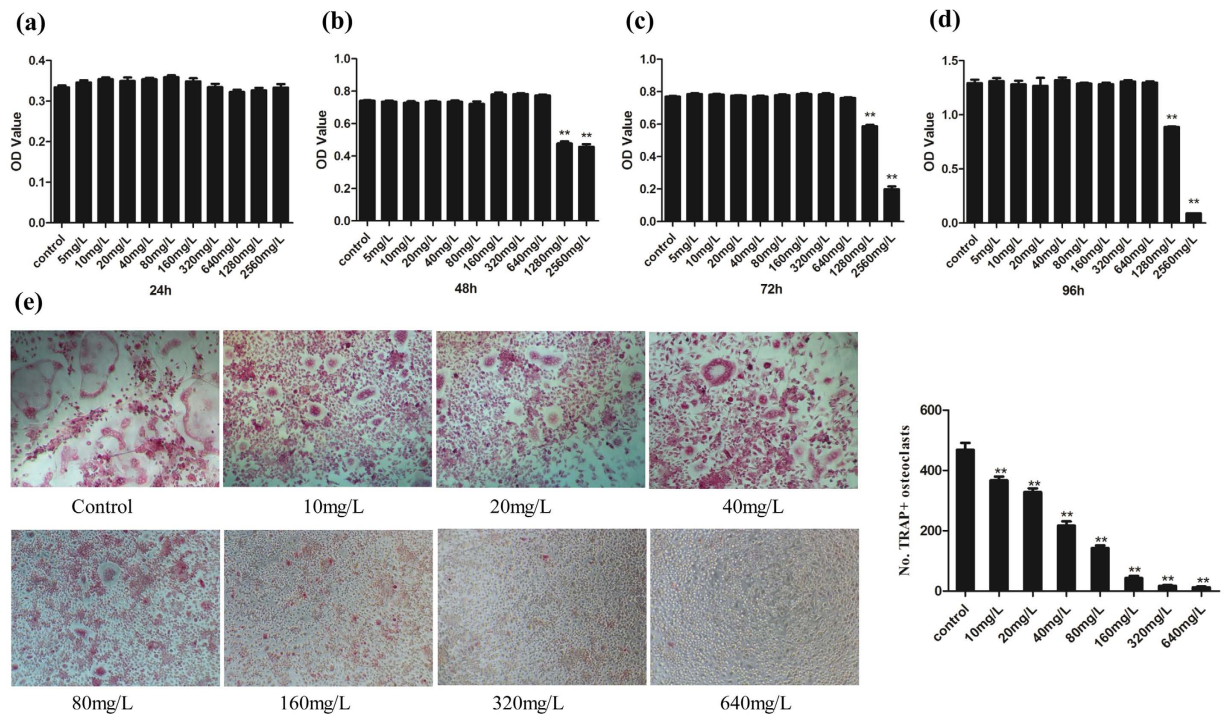 (a)
OD Value
0.4
0.3
0.2
0.1
0.0
control
5mg/L
10mg/L
20mg/L
40mg/L
80mg/L
160mg/L
320mg/L
640mg/L
1280mg/L
2560mg/L
24h
(b)
OD Value
1.0
0.8
0.6
0.4
0.2
0.0
** **
control
5mg/L
10mg/L
20mg/L
40mg/L
80mg/L
160mg/L
320mg/L
640mg/L
1280mg/L
2560mg/L
48h
(c)
OD Value
1.0
0.8
0.6
0.4
0.2
0.0
**
**
control
5mg/L
10mg/L
20mg/L
40mg/L
80mg/L
160mg/L
320mg/L
640mg/L
1280mg/L
2560mg/L
72h
(d)
OD Value
1.5
1.0
0.5
0.0
**
**
control
5mg/L
10mg/L
20mg/L
40mg/L
80mg/L
160mg/L
320mg/L
640mg/L
1280mg/L
2560mg/L
96h
(e)
Control
10mg/L
20mg/L
40mg/L
80mg/L
160mg/L
320mg/L
640mg/L
No. TRAP+ osteoclasts
600
400
200
0
**
**
**
**
**
**
**
control
10mg/L
20mg/L
40mg/L
80mg/L
160mg/L
320mg/L
640mg/L